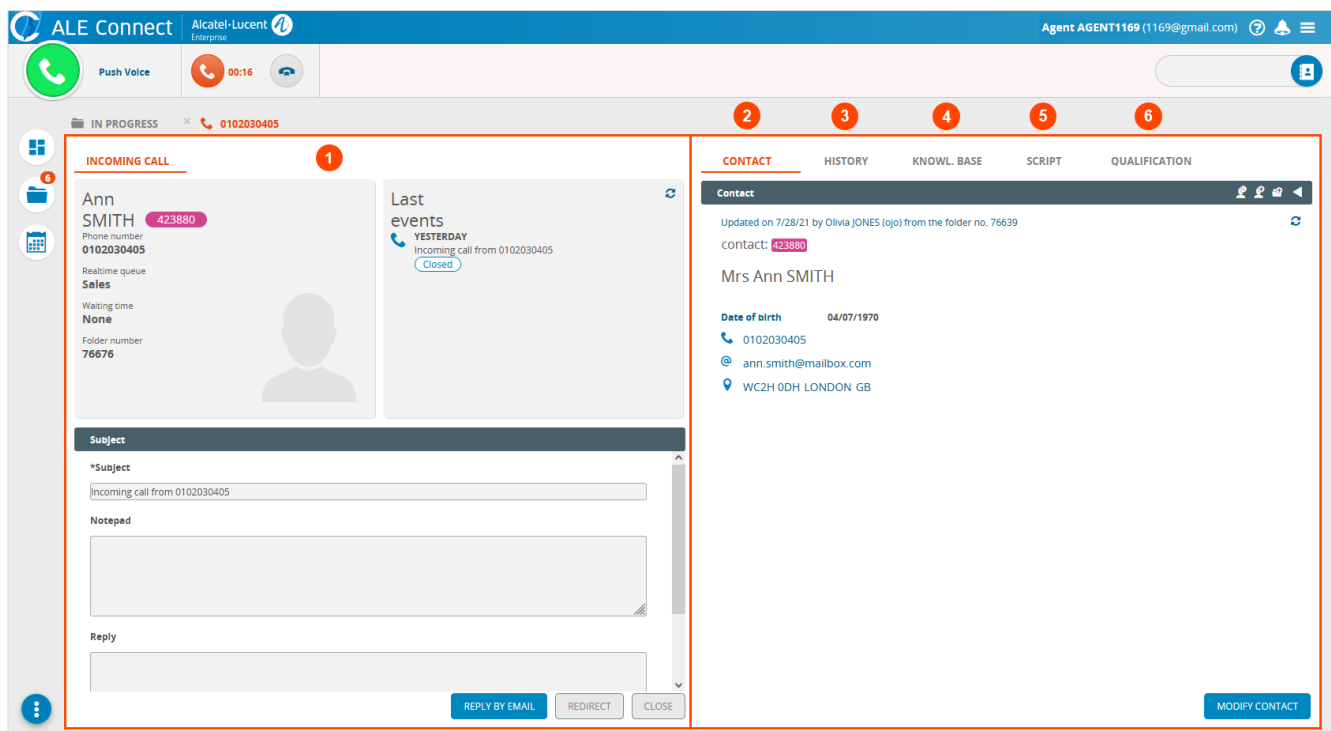 ALE Connect
Alcatel·Lucent
Enterprise
Agent AGENT1169 (1169@gmail.com)
Push Voice
00:16
IN PROGRESS
0102030405
6
1
2
3
4
5
6
INCOMING CALL
Ann
SMITH 423880
Phone number
0102030405
Realtime queue
Sales
Waiting time
None
Folder number
76676
Last
events
YESTERDAY
Incoming call from 0102030405
Closed
Subject
*Subject
Incoming call from 0102030405
Notepad
Reply
REPLY BY EMAIL REDIRECT CLOSE
CONTACT HISTORY KNOWL. BASE SCRIPT QUALIFICATION
Contact
Updated on 7/28/21 by Olivia JONES (ojo) from the folder no. 76639
contact: 423880
Mrs Ann SMITH
Date of birth 04/07/1970
0102030405
@ ann.smith@mailbox.com
WC2H 0DH LONDON GB
MODIFY CONTACT